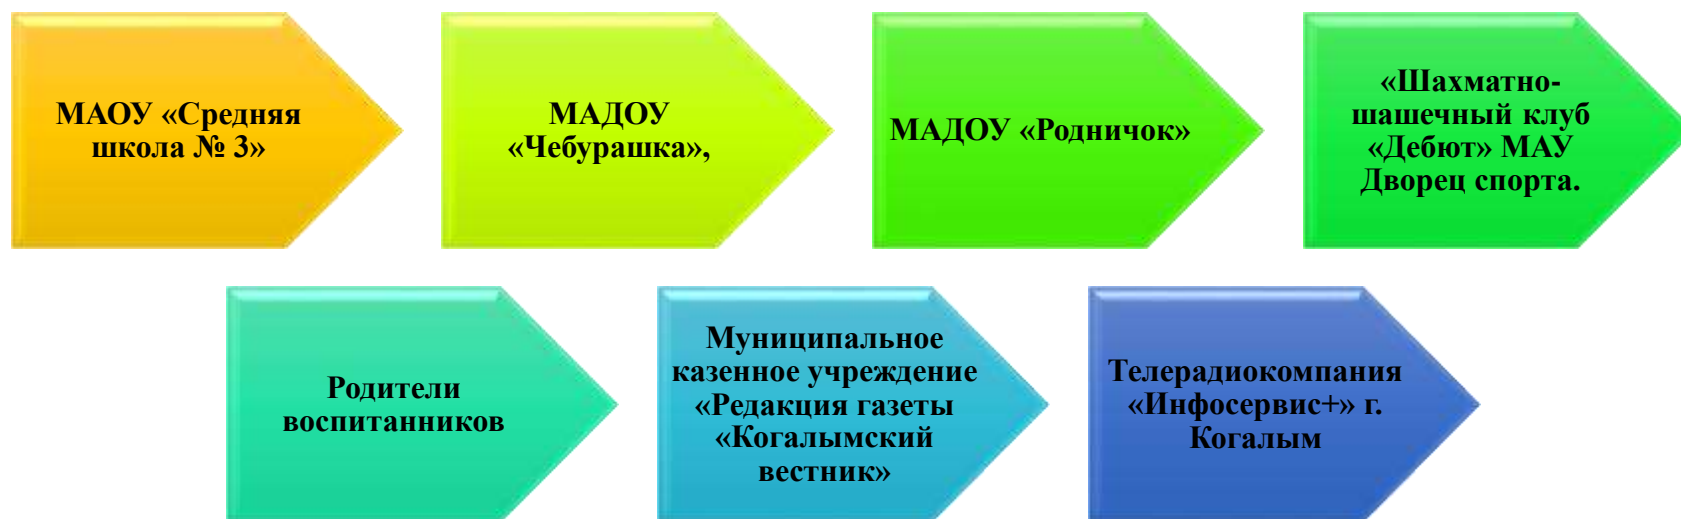 МАОУ «Средняя
школа № 3»
МАДОУ
«Чебурашка»,
МАДОУ «Родничок»
«Шахматно-
шашечный клуб
«Дебют» МАУ
Дворец спорта.
Родители
воспитанников
Муниципальное
казенное учреждение
«Редакция газеты
«Когалымский
вестник»
Телерадиокомпания
«Инфосервис+» г.
Когалым